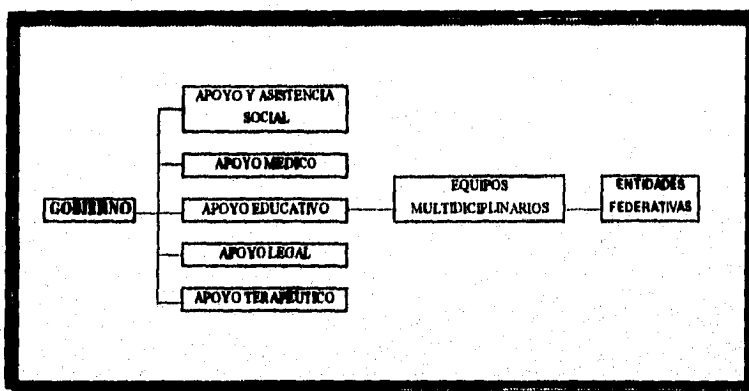 APOYO Y ASISTENCIA
SOCIAL
APOYO MEDICO
GOBIERNO
APOYO EDUCATIVO
APOYO LEGAL
APOYO TERAPEUTICO
EQUIPOS
MULTIDICIPLINARIOS
ENTIDADES
FEDERATIVAS